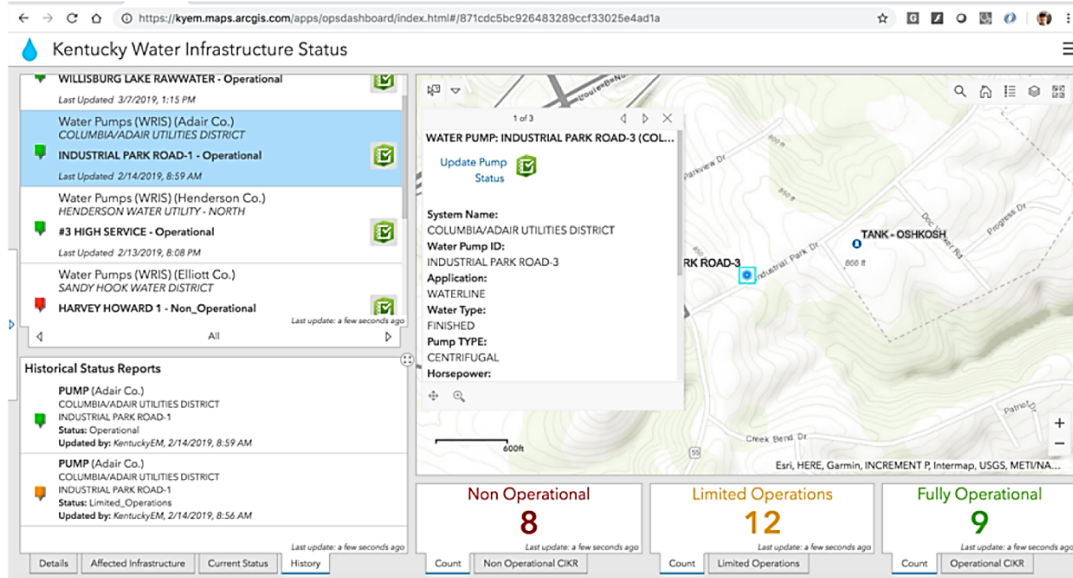 https://kyem.maps.arcgis.com/apps/opsdashboard/index.html#/871cdc5bc926483289ccf33025e4ad1a
Kentucky Water Infrastructure Status
WILLISBURG LAKE RAWWATER - Operational
Last Updated 3/7/2019, 1:15 PM
Water Pumps (WRIS) (Adair Co.)
COLUMBIA/ADAIR UTILITIES DISTRICT
INDUSTRIAL PARK ROAD-1 - Operational
Last Updated 2/14/2019, 8:59 AM
Water Pumps (WRIS) (Henderson Co.)
HENDERSON WATER UTILITY - NORTH
#3 HIGH SERVICE - Operational
Last Updated 2/13/2019, 8:08 PM
Water Pumps (WRIS) (Elliott Co.)
SANDY HOOK WATER DISTRICT
HARVEY HOWARD 1 - Non_Operational
Last update: a few seconds ago
All
Historical Status Reports
PUMP (Adair Co.)
COLUMBIA/ADAIR UTILITIES DISTRICT
INDUSTRIAL PARK ROAD-1
Status: Operational
Updated by: KentuckyEM, 2/14/2019, 8:59 AM
PUMP (Adair Co.)
COLUMBIA/ADAIR UTILITIES DISTRICT
INDUSTRIAL PARK ROAD-1
Status: Limited_Operations
Updated by: KentuckyEM, 2/14/2019, 8:56 AM
Last update: a few seconds ago
Details
Affected Infrastructure
Current Status
History
1 of 3
WATER PUMP: INDUSTRIAL PARK ROAD-3 (COL...
Update Pump
Status
System Name:
COLUMBIA/ADAIR UTILITIES DISTRICT
Water Pump ID:
INDUSTRIAL PARK ROAD-3
Application:
WATERLINE
Water Type:
FINISHED
Pump TYPE:
CENTRIFUGAL
Horsepower:
Parkview Dr
800 ft
850 ft
RK ROAD-3
Industrial Park Dr
TANK - OSHKOSH
866 ft
Progress Dr
Patriot Dr
Creek Bend Dr
55
600ft
+
−
Esri, HERE, Garmin, INCREMENT P, Intermap, USGS, METI/NA...
Non Operational
8
Last update: a few seconds ago
Count
Non Operational CIKR
Limited Operations
12
Last update: a few seconds ago
Count
Limited Operations
Fully Operational
9
Last update: a few seconds ago
Count
Operational CIKR